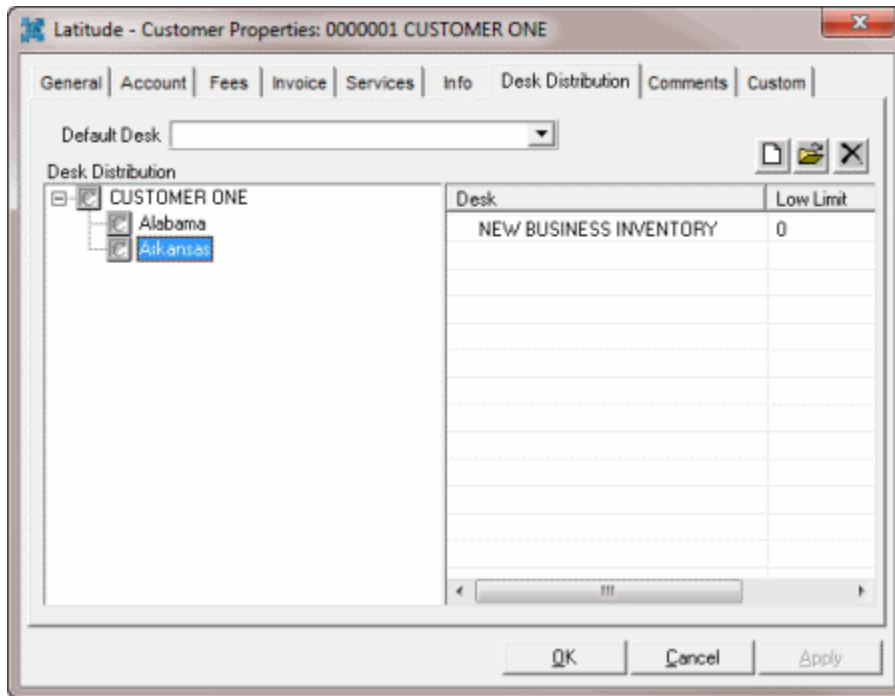 Latitude - Customer Properties: 0000001 CUSTOMER ONE
General Account Fees Invoice Services Info Desk Distribution Comments Custom
Default Desk
Desk Distribution
CUSTOMER ONE
Alabama
Arkansas
Desk Low Limit
NEW BUSINESS INVENTORY 0
OK Cancel Apply